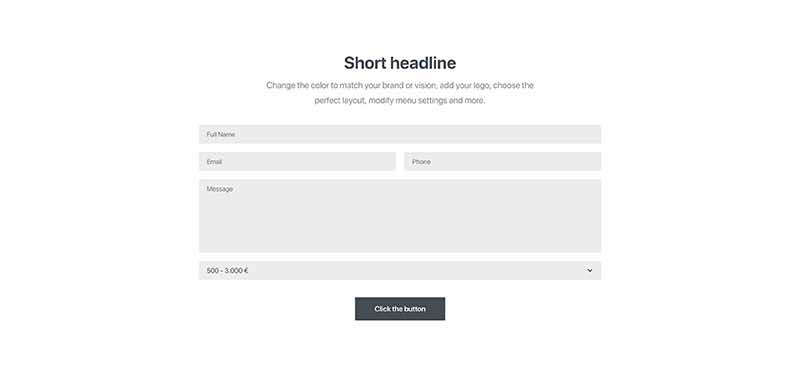 Short headline
Change the color to match your brand or vision, add your logo, choose the
perfect layout, modify menu settings and more.
Full Name
Email
Phone
Message
500 - 3.000 €
Click the button